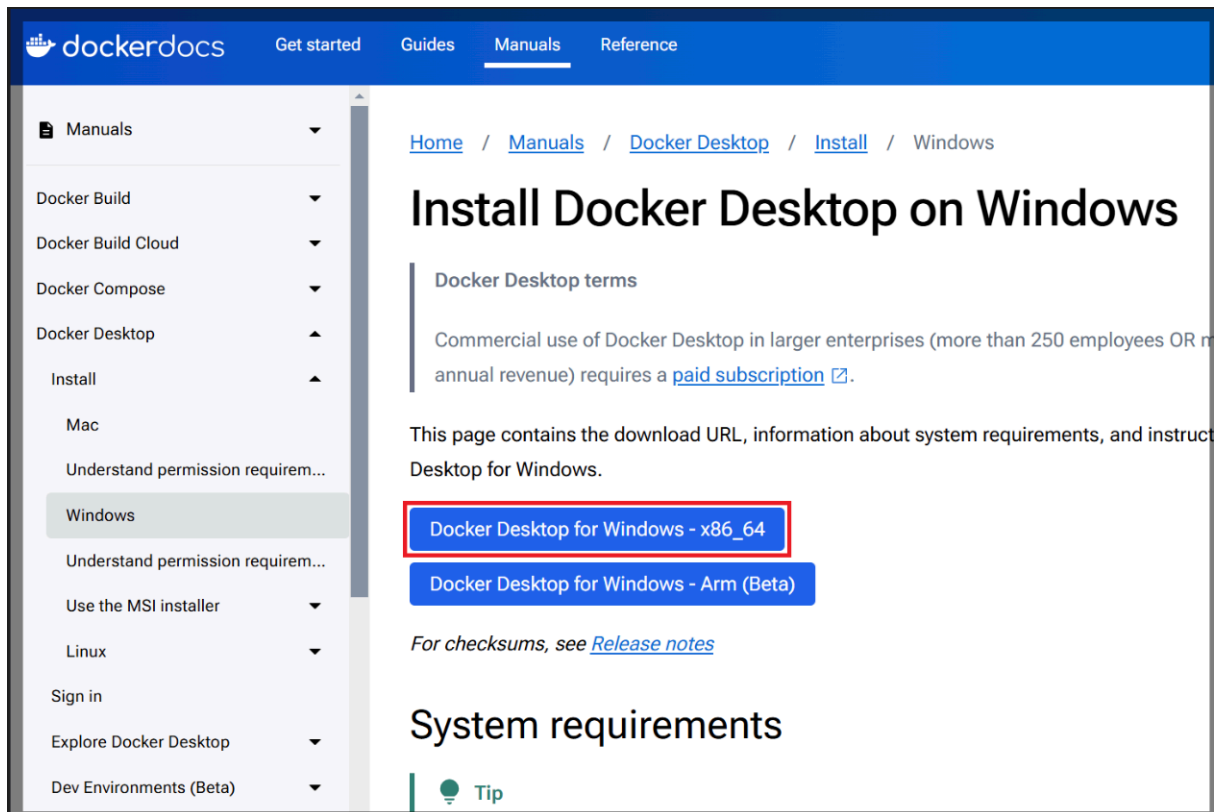 dockerdocs
Get started
Guides
Manuals
Reference
Manuals
Docker Build
Docker Build Cloud
Docker Compose
Docker Desktop
Install
Mac
Understand permission requirem...
Windows
Understand permission requirem...
Use the MSI installer
Linux
Sign in
Explore Docker Desktop
Dev Environments (Beta)
Home / Manuals / Docker Desktop / Install / Windows
Install Docker Desktop on Windows
Docker Desktop terms
Commercial use of Docker Desktop in larger enterprises (more than 250 employees OR
annual revenue) requires a paid subscription.
This page contains the download URL, information about system requirements, and
Desktop for Windows.
Docker Desktop for Windows - x86_64
Docker Desktop for Windows - Arm (Beta)
For checksums, see Release notes
System requirements
Tip